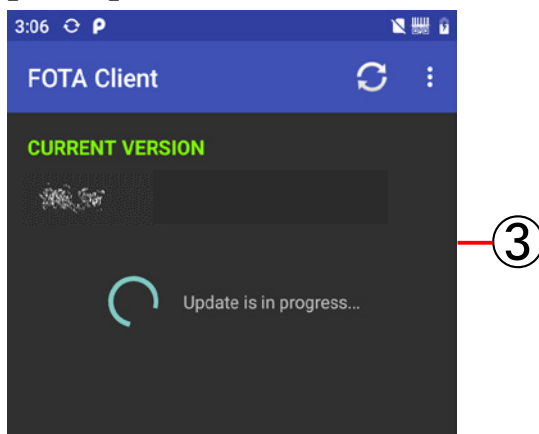 3:06
FOTA Client
CURRENT VERSION
Update is in progress...
③